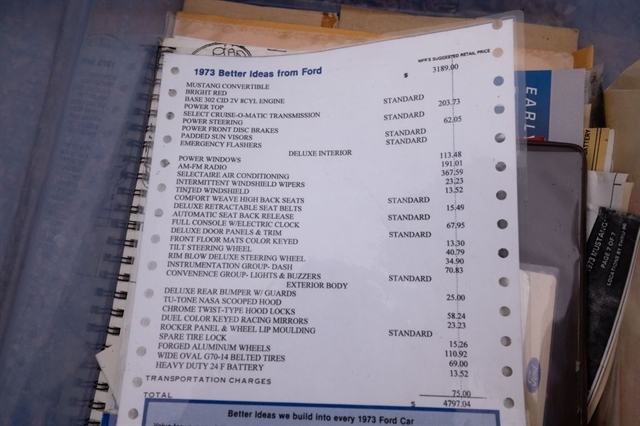 1973 Better Ideas from Ford
MFR'S SUGGESTED RETAIL PRICE
MUSTANG CONVERTIBLE $ 3189.00
BRIGHT RED
BASE 302 CID 2V 8CYL ENGINE STANDARD
POWER TOP 203.73
SELECT CRUISE-O-MATIC TRANSMISSION STANDARD
POWER STEERING
POWER FRONT DISC BRAKES 62.05
PADDED SUN VISORS STANDARD
EMERGENCY FLASHERS STANDARD
DELUXE INTERIOR
POWER WINDOWS 113.48
AM-FM RADIO 191.01
SELECTAIRE AIR CONDITIONING 367.59
INTERMITTENT WINDSHIELD WIPERS 23.23
TINTED WINDSHIELD 13.52
COMFORT WEAVE HIGH BACK SEATS STANDARD
DELUXE RETRACTABLE SEAT BELTS 15.49
AUTOMATIC SEAT BACK RELEASE STANDARD
FULL CONSOLE W/ELECTRIC CLOCK 67.95
DELUXE DOOR PANELS & TRIM STANDARD
FRONT FLOOR MATS COLOR KEYED 13.30
TILT STEERING WHEEL 40.79
RIM BLOW DELUXE STEERING WHEEL 34.90
INSTRUMENTATION GROUP- DASH 70.83
CONVENIENCE GROUP- LIGHTS & BUZZERS STANDARD
EXTERIOR BODY
DELUXE REAR BUMPER W/ GUARDS 25.00
TU-TONE NASA SCOOPED HOOD
CHROME TWIST-TYPE HOOD LOCKS 58.24
DUEL COLOR KEYED RACING MIRRORS 23.23
ROCKER PANEL & WHEEL LIP MOULDING STANDARD
SPARE TIRE LOCK 15.26
FORGED ALUMINUM WHEELS 110.92
WIDE OVAL G70-14 BELTED TIRES 69.00
HEAVY DUTY 24 F BATTERY 13.52
TRANSPORTATION CHARGES 75.00
TOTAL $ 4797.04
Better Ideas we build into every 1973 Ford Car
EARLY
1973 MUSTANG
PAGE 7 OF 7
Ford